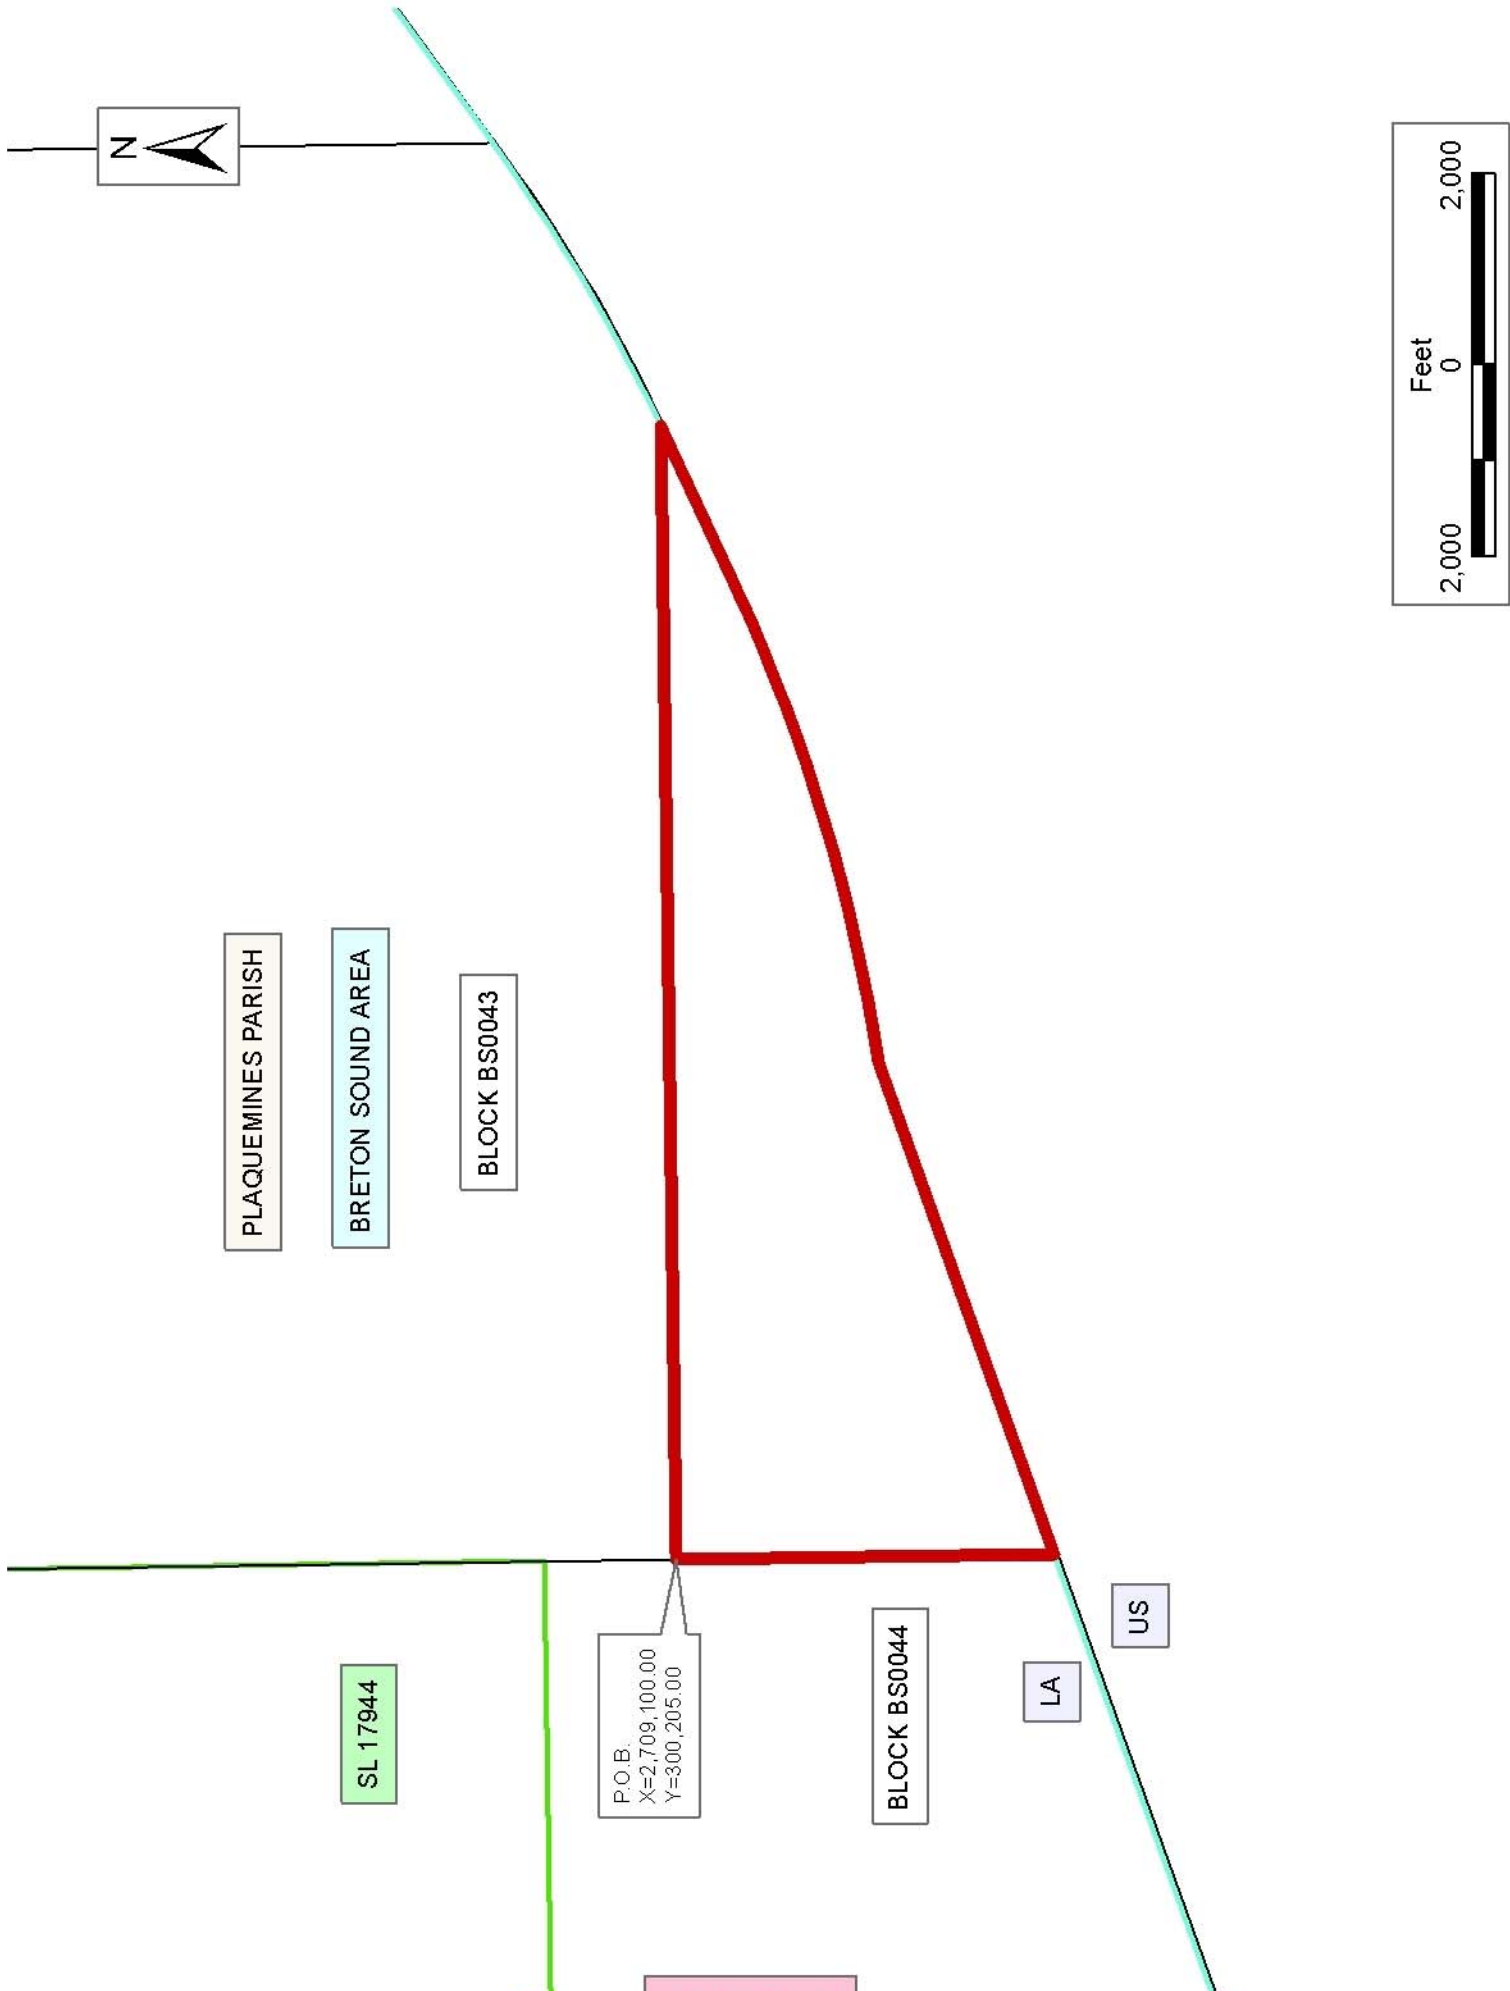 N
PLAQUEMINES PARISH
BRETON SOUND AREA
BLOCK BS0043
SL 17944
P.O.B.
X=2,709,100.00
Y=300,205.00
BLOCK BS0044
LA
US
Feet
2,000 0 2,000